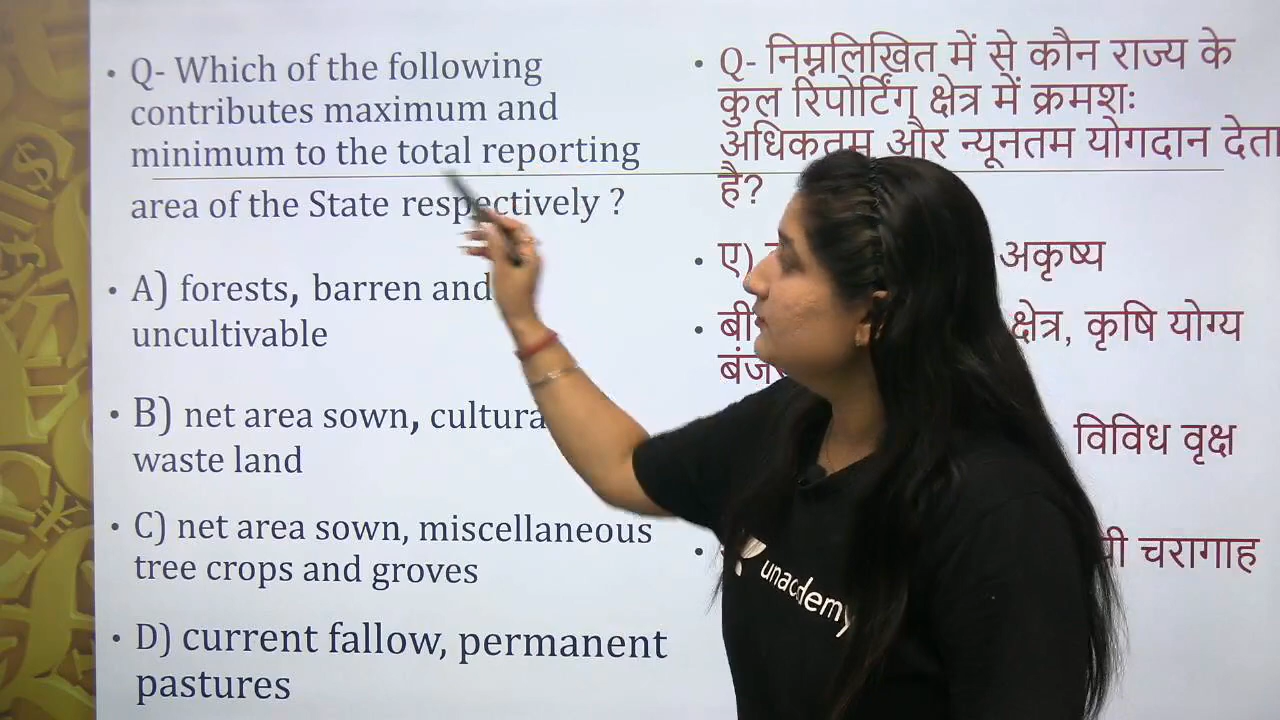 • Q- Which of the following
contributes maximum and
minimum to the total reporting
area of the State respectively ?
• A) forests, barren and
uncultivable
• B) net area sown,
waste land
• C) net area sown, miscellaneous
tree crops and groves
• D) current fallow, permanent
pastures
• Q- निम्नलिखित में से कौन राज्य के
कुल रिपोर्टिंग क्षेत्र में क्रमशः
अधिकतम और न्यूनतम योगदान देता
है?
• ए) अकृष्य
• क्षेत्र, कृषि योग्य
विविध वृक्ष
चरागाह
unacademy